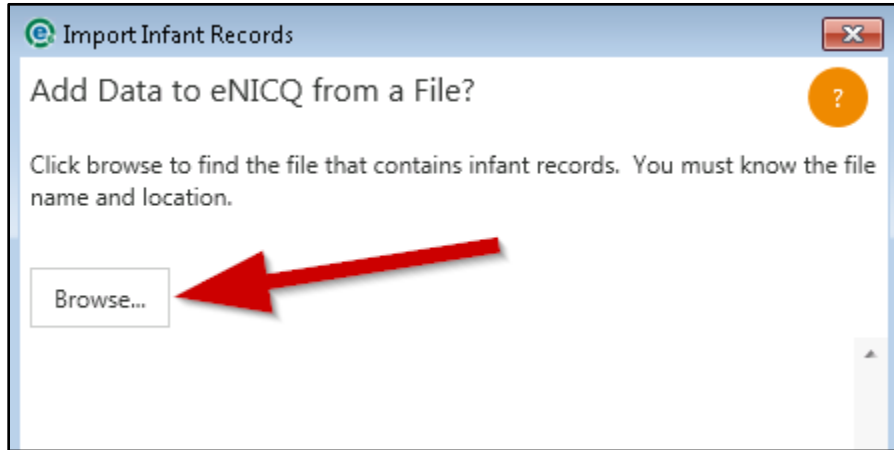 Import Infant Records
Add Data to eNICQ from a File?
?
Click browse to find the file that contains infant records.  You must know the file
name and location.
Browse...